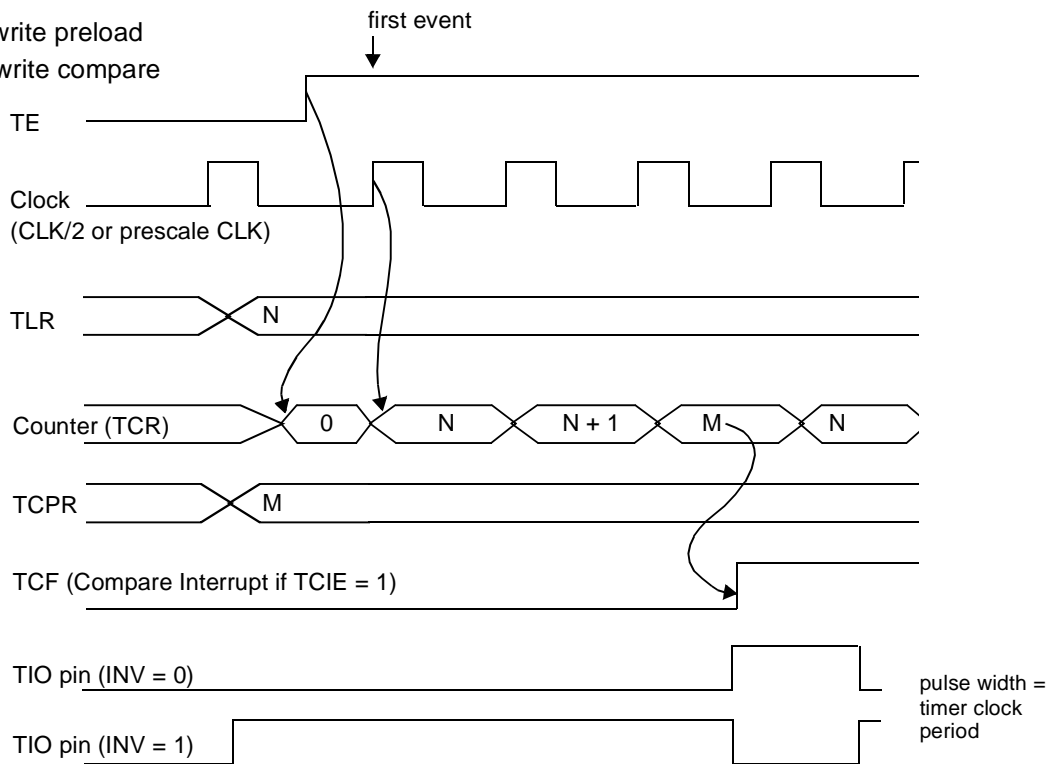 write preload
write compare
first event
TE
Clock
(CLK/2 or prescale CLK)
TLR
N
Counter (TCR)
0
N
N + 1
M
N
TCPR
M
TCF (Compare Interrupt if TCIE = 1)
TIO pin (INV = 0)
TIO pin (INV = 1)
pulse width =
timer clock
period